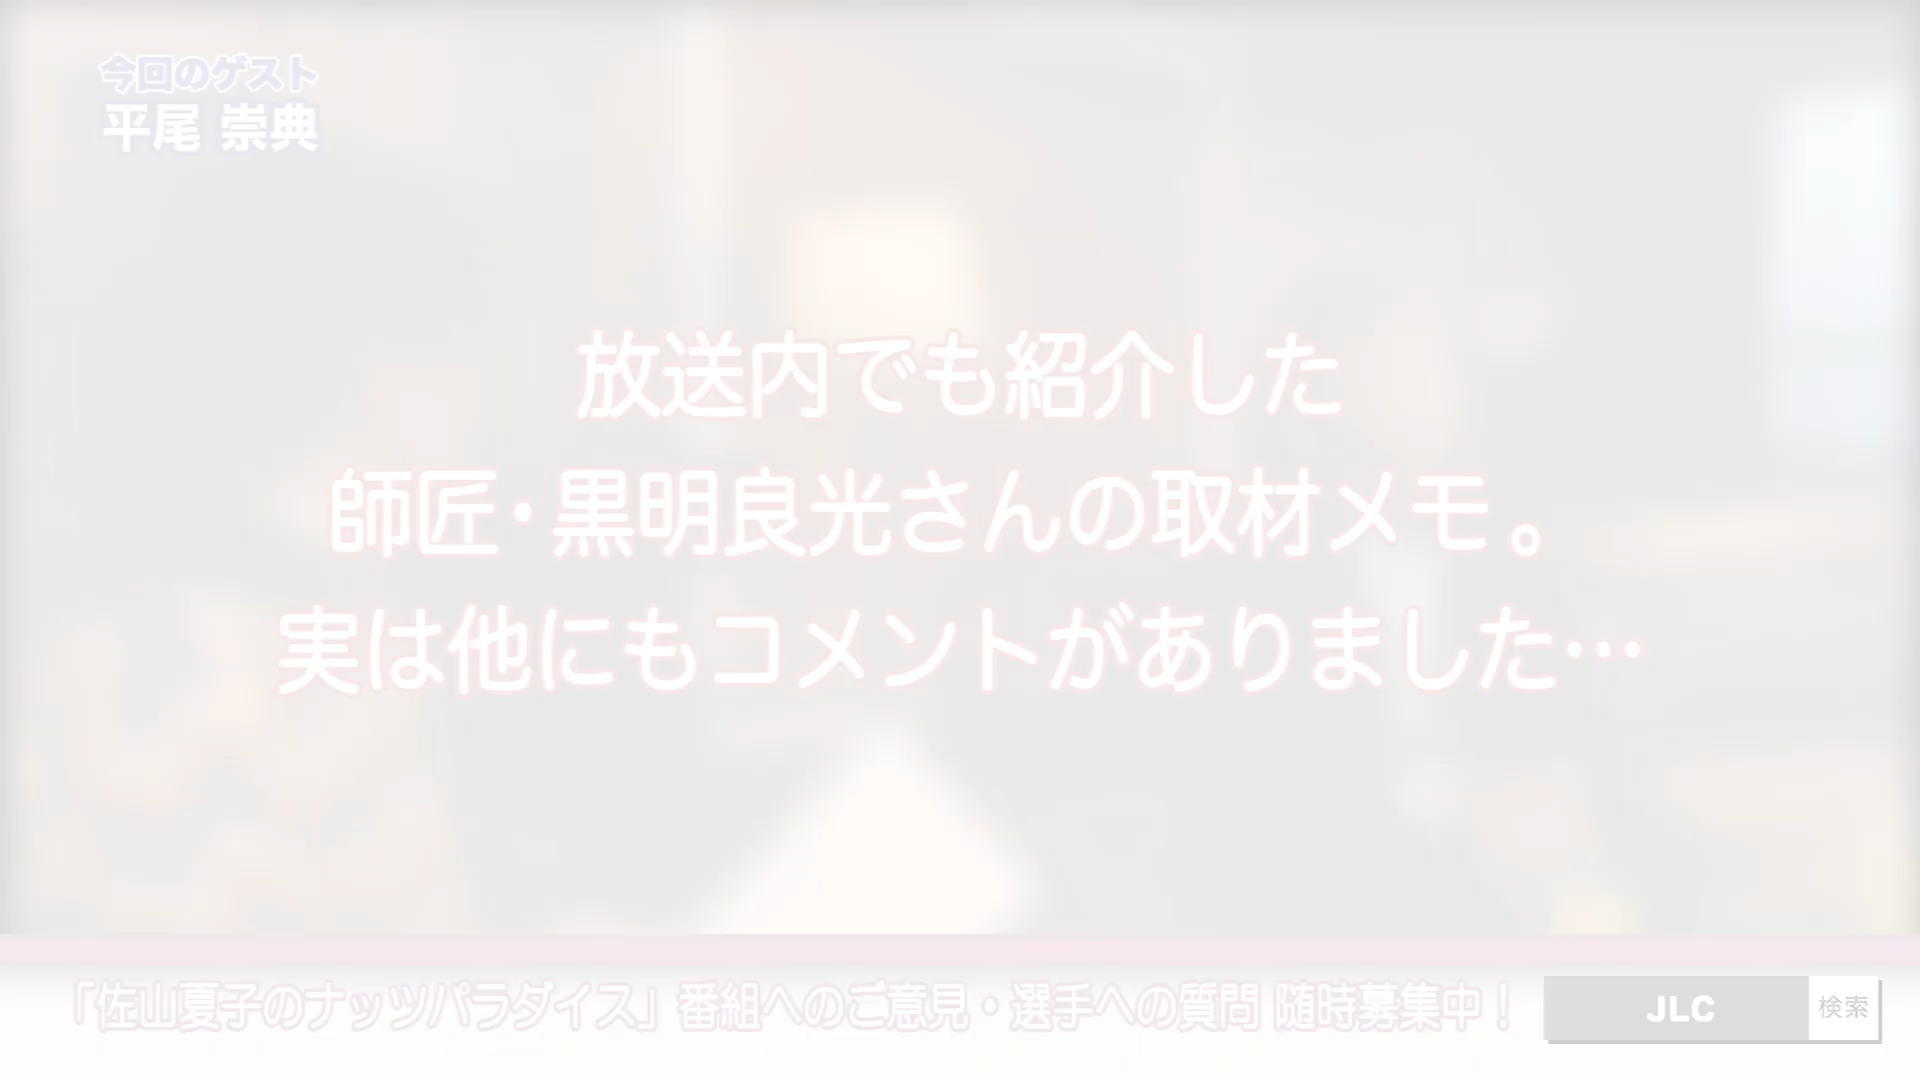 今回のゲスト
平尾 崇典
放送内でも紹介した
師匠・黒明良光さんの取材メモ。
実は他にもコメントがありました…
「佐山夏子のナッツパラダイス」番組へのご意見・選手への質問 随時募集中！
JLC 検索